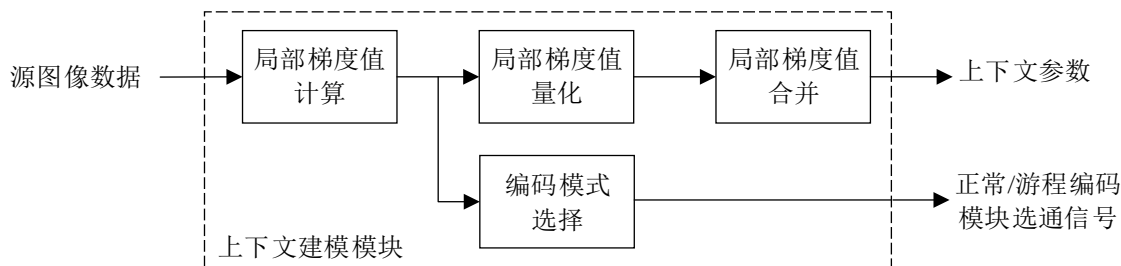 源图像数据
局部梯度值
计算
局部梯度值
量化
局部梯度值
合并
上下文参数
编码模式
选择
正常/游程编码
模块选通信号
上下文建模模块